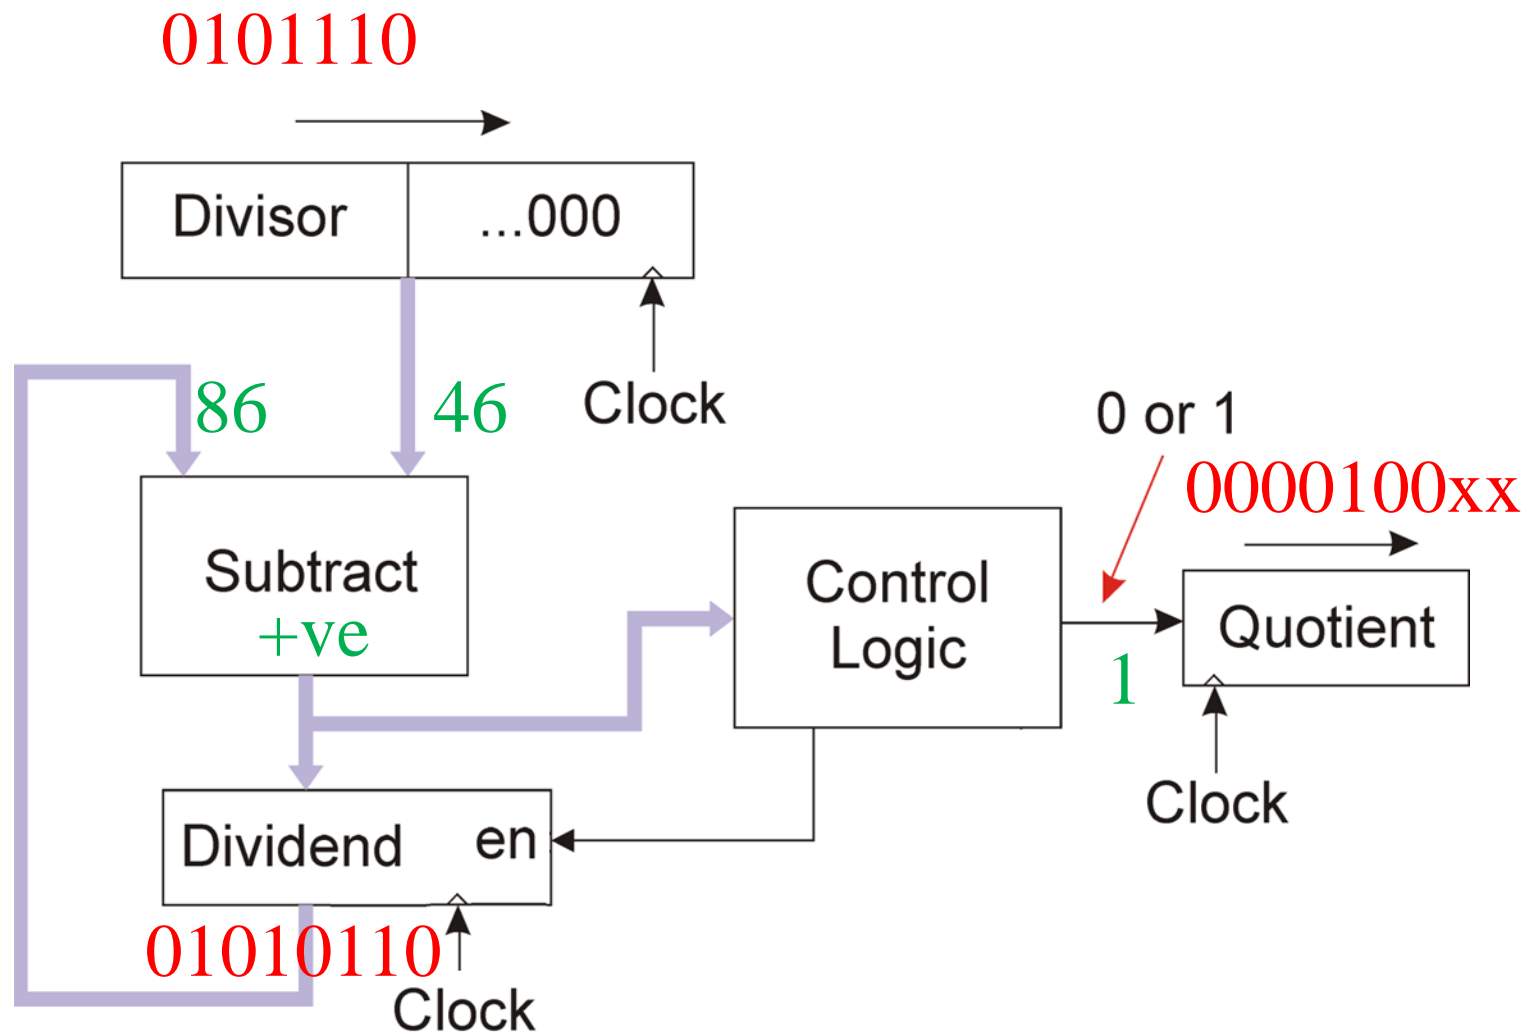 0101110
Divisor ...000
86 46 Clock
0 or 1
0000100xx
Subtract
+ve
Control
Logic
Quotient
1
Clock
Dividend en
01010110
Clock